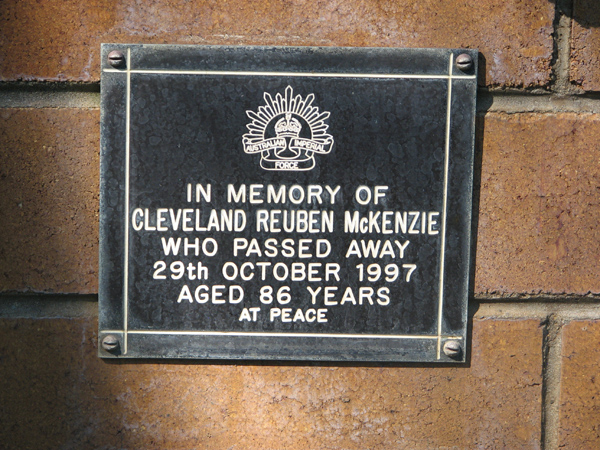 AUSTRALIAN IMPERIAL
FORCE
IN MEMORY OF
CLEVELAND REUBEN McKENZIE
WHO PASSED AWAY
29th OCTOBER 1997
AGED 86 YEARS
AT PEACE